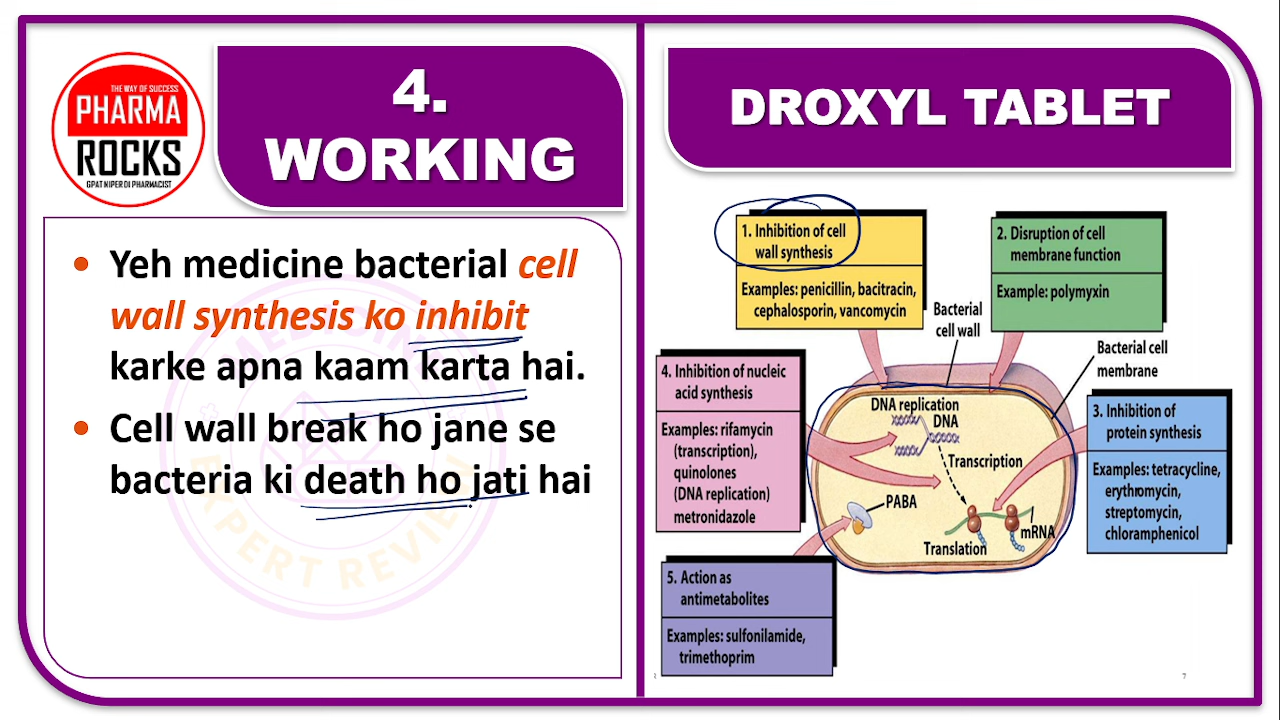 THE WAY OF SUCCESS
PHARMA
ROCKS
GPAT NIPER DI PHARMACIST
4.
WORKING
DROXYL TABLET
• Yeh medicine bacterial cell
wall synthesis ko inhibit
karke apna kaam karta hai.
• Cell wall break ho jane se
bacteria ki death ho jati hai
EXPERT REVIEW
1. Inhibition of cell
wall synthesis
Examples: penicillin, bacitracin,
cephalosporin, vancomycin
2. Disruption of cell
membrane function
Example: polymyxin
Bacterial
cell wall
Bacterial cell
membrane
4. Inhibition of nucleic
acid synthesis
Examples: rifamycin
(transcription),
quinolones
(DNA replication)
metronidazole
DNA replication
DNA
Transcription
PABA
mRNA
Translation
3. Inhibition of
protein synthesis
Examples: tetracycline,
erythromycin,
streptomycin,
chloramphenicol
5. Action as
antimetabolites
Examples: sulfonilamide,
trimethoprim
7